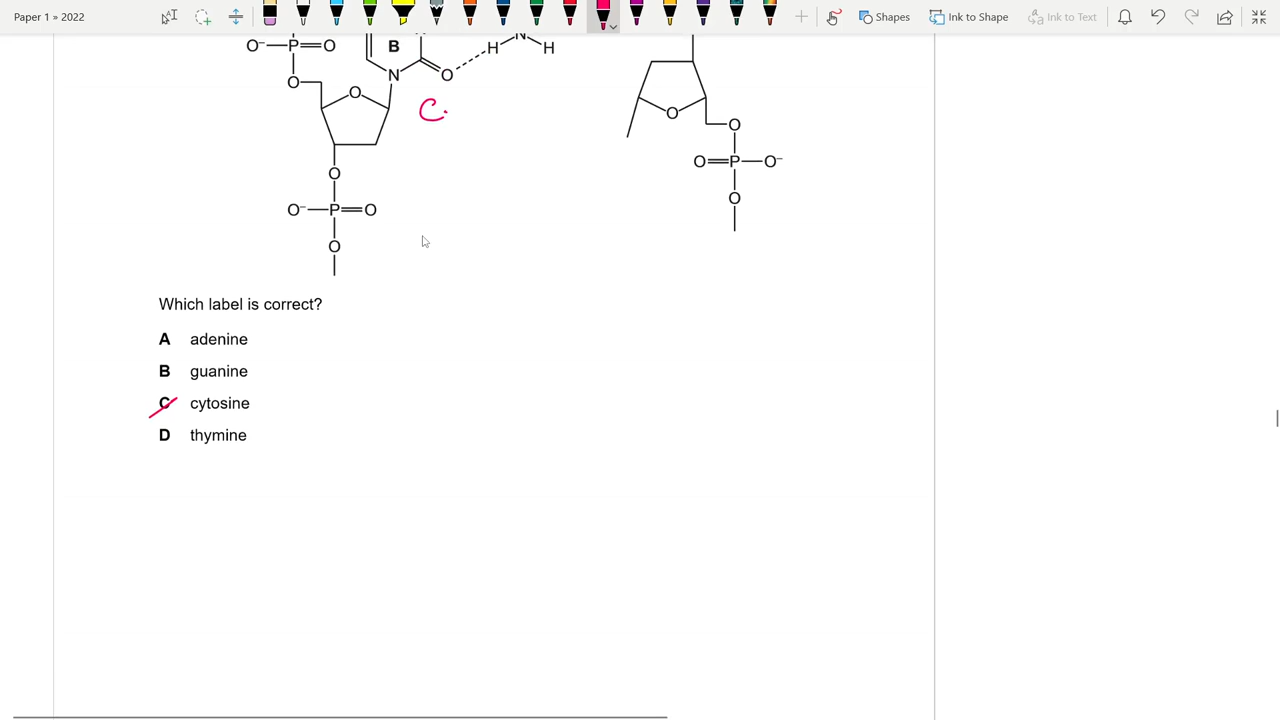 Paper 1 » 2022
Shapes
Ink to Shape
Ink to Text
O⁻ P O
B
H N H
N O
O O
C.
O O
O P O⁻
O
O⁻ P O
O
O
Which label is correct?
A adenine
B guanine
C cytosine
D thymine